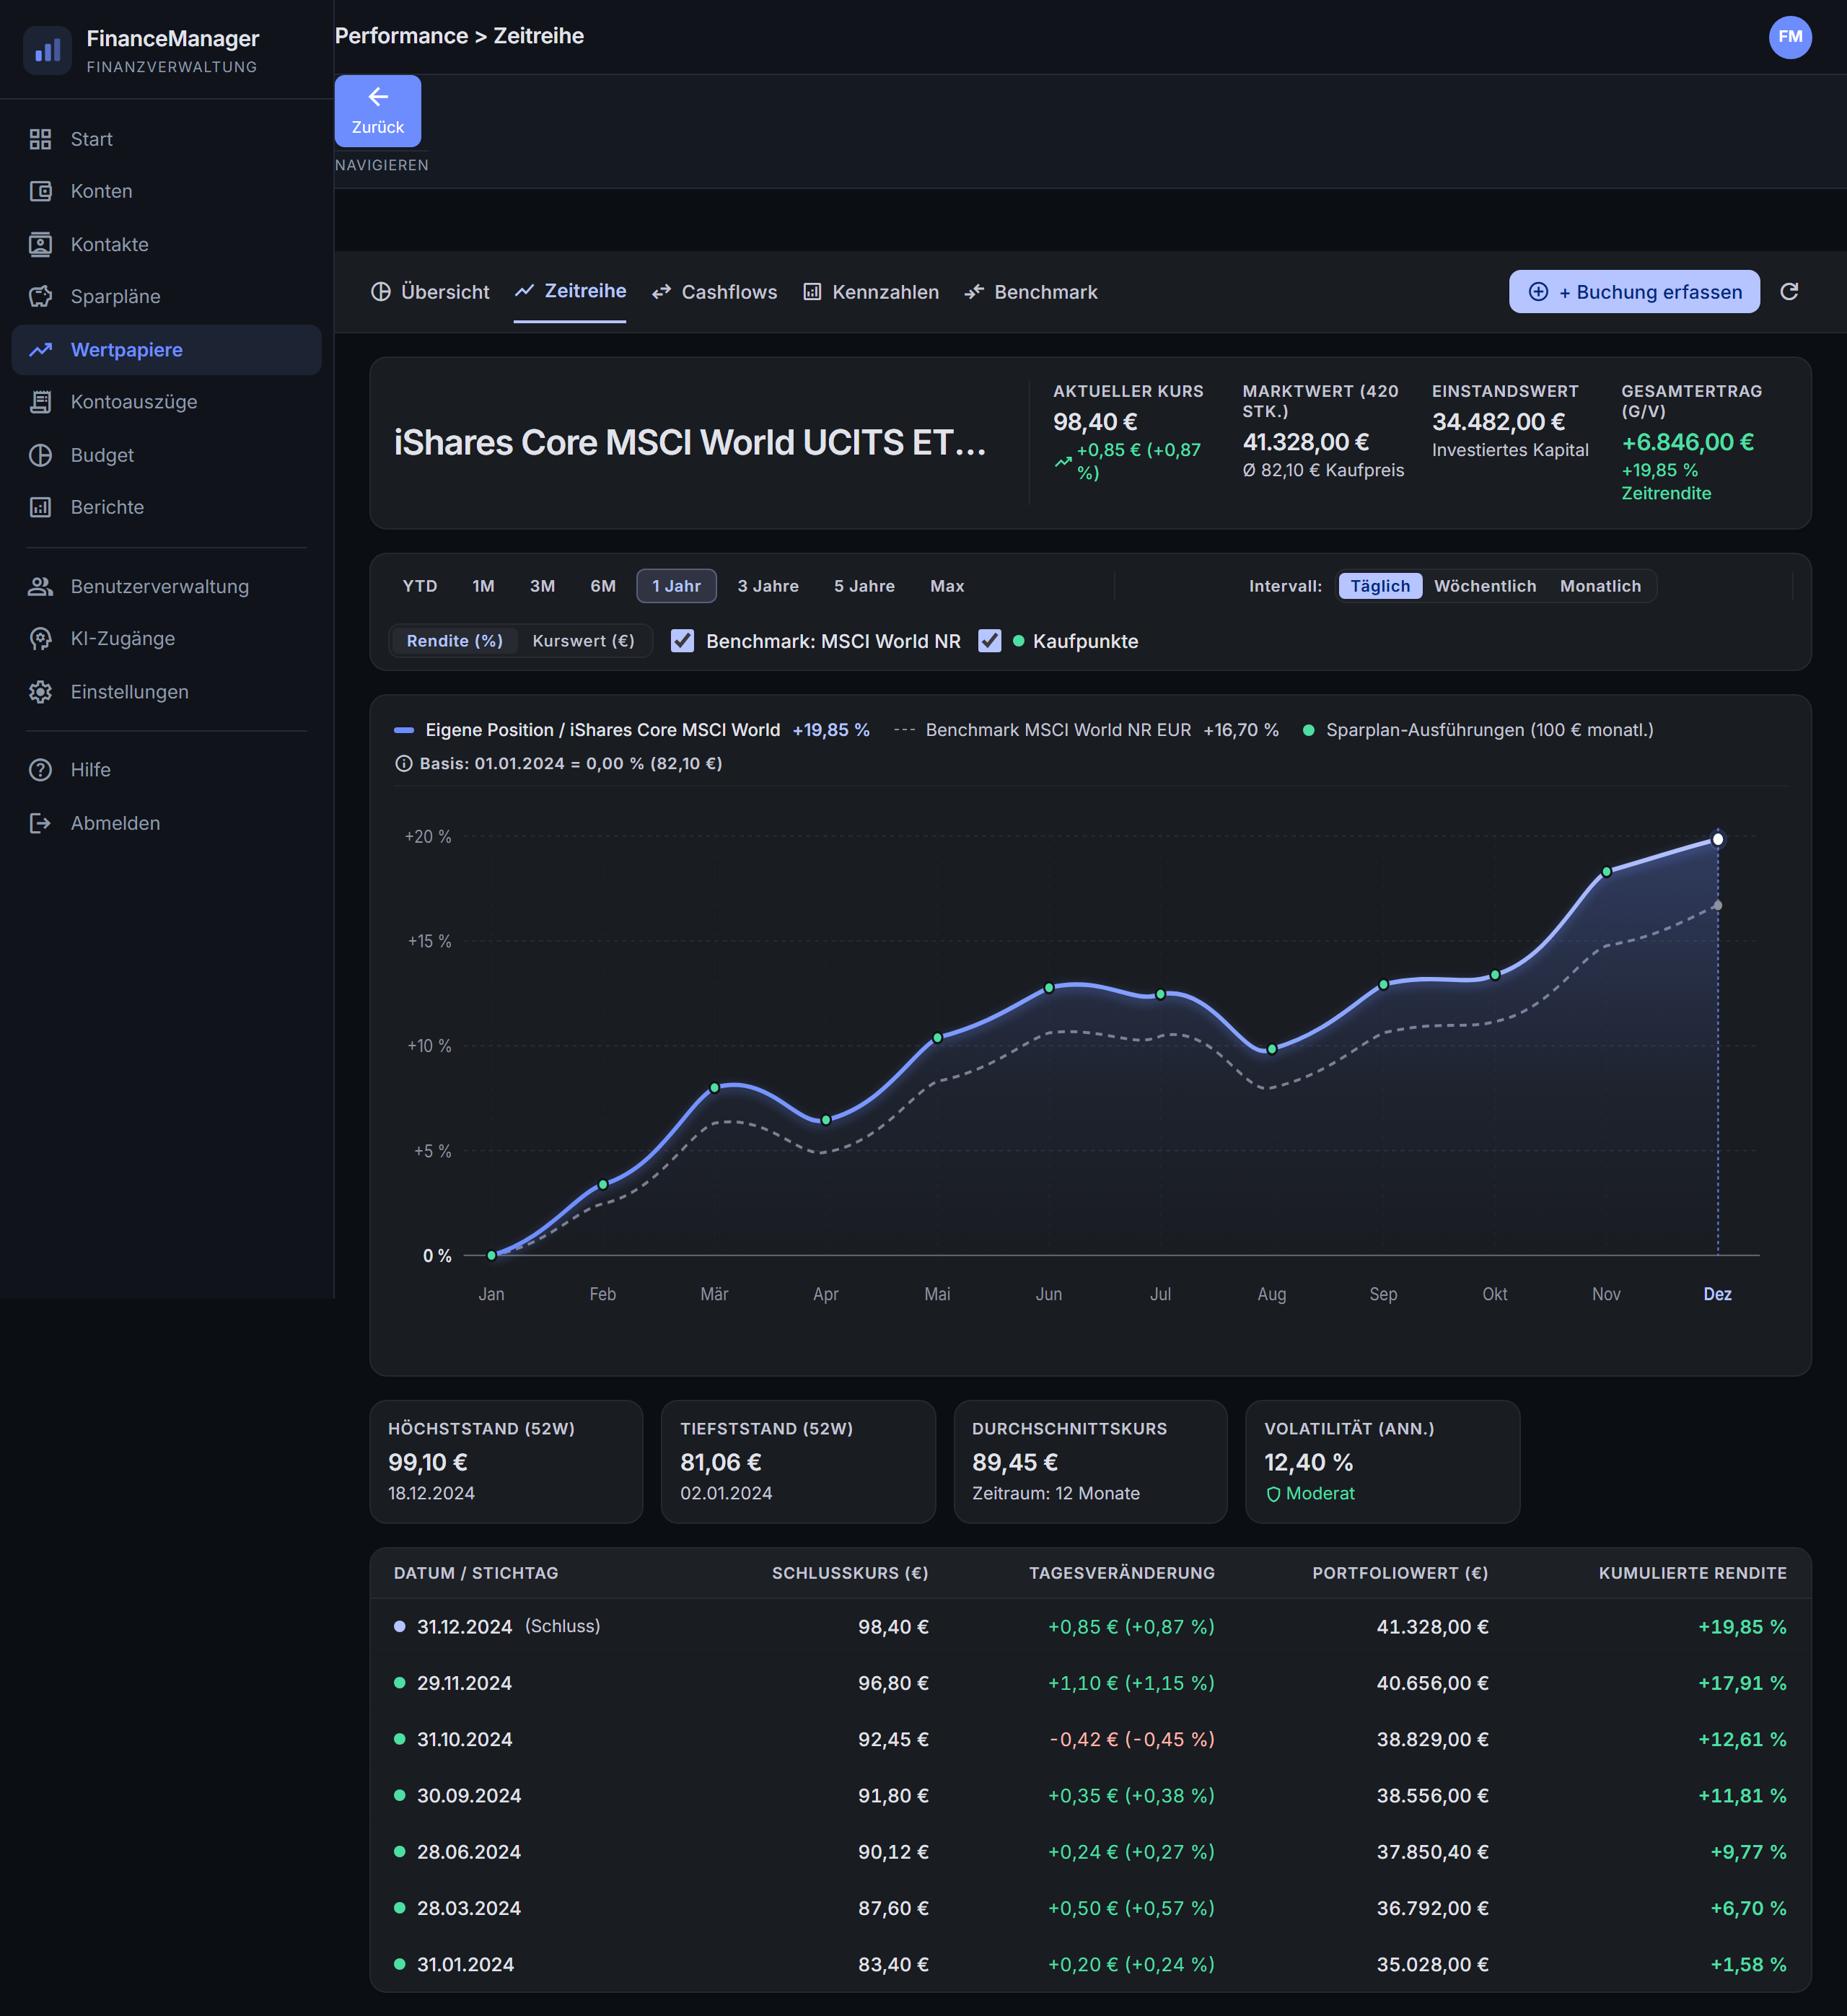 FinanceManager
FINANZVERWALTUNG
Start
Konten
Kontakte
Sparpläne
Wertpapiere
Kontoauszüge
Budget
Berichte
Benutzerverwaltung
KI-Zugänge
Einstellungen
Hilfe
Abmelden
Performance > Zeitreihe
FM
Zurück
NAVIGIEREN
Übersicht
Zeitreihe
Cashflows
Kennzahlen
Benchmark
+ Buchung erfassen
iShares Core MSCI World UCITS ET...
AKTUELLER KURS
98,40 €
+0,85 € (+0,87
%)
MARKTWERT (420
STK.)
41.328,00 €
Ø 82,10 € Kaufpreis
EINSTANDSWERT
34.482,00 €
Investiertes Kapital
GESAMTERTRAG
(G/V)
+6.846,00 €
+19,85 %
Zeitrendite
YTD 1M 3M 6M 1 Jahr 3 Jahre 5 Jahre Max
Intervall: Täglich Wöchentlich Monatlich
Rendite (%) Kurswert (€) Benchmark: MSCI World NR Kaufpunkte
Eigene Position / iShares Core MSCI World +19,85 % Benchmark MSCI World NR EUR +16,70 % Sparplan-Ausführungen (100 € monatl.)
Basis: 01.01.2024 = 0,00 % (82,10 €)
+20 %
+15 %
+10 %
+5 %
0 %
Jan Feb Mär Apr Mai Jun Jul Aug Sep Okt Nov Dez
HÖCHSTSTAND (52W)
99,10 €
18.12.2024
TIEFSTSTAND (52W)
81,06 €
02.01.2024
DURCHSCHNITTSKURS
89,45 €
Zeitraum: 12 Monate
VOLATILITÄT (ANN.)
12,40 %
Moderat
DATUM / STICHTAG SCHLUSSKURS (€) TAGESVERÄNDERUNG PORTFOLIOWERT (€) KUMULIERTE RENDITE
31.12.2024 (Schluss) 98,40 € +0,85 € (+0,87 %) 41.328,00 € +19,85 %
29.11.2024 96,80 € +1,10 € (+1,15 %) 40.656,00 € +17,91 %
31.10.2024 92,45 € -0,42 € (-0,45 %) 38.829,00 € +12,61 %
30.09.2024 91,80 € +0,35 € (+0,38 %) 38.556,00 € +11,81 %
28.06.2024 90,12 € +0,24 € (+0,27 %) 37.850,40 € +9,77 %
28.03.2024 87,60 € +0,50 € (+0,57 %) 36.792,00 € +6,70 %
31.01.2024 83,40 € +0,20 € (+0,24 %) 35.028,00 € +1,58 %